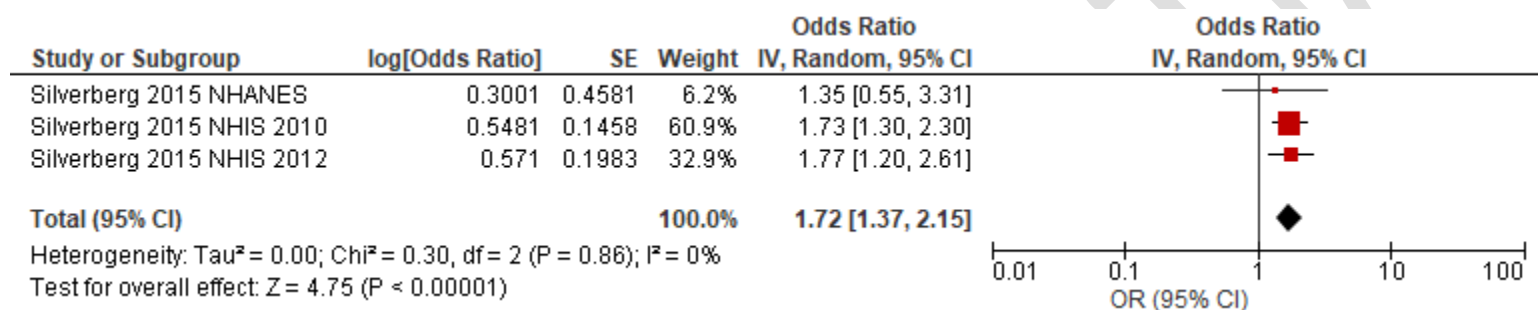 Odds Ratio Odds Ratio
Study or Subgroup log[Odds Ratio] SE Weight IV, Random, 95% CI IV, Random, 95% CI
Silverberg 2015 NHANES 0.3001 0.4581 6.2% 1.35 [0.55, 3.31]
Silverberg 2015 NHIS 2010 0.5481 0.1458 60.9% 1.73 [1.30, 2.30]
Silverberg 2015 NHIS 2012 0.571 0.1983 32.9% 1.77 [1.20, 2.61]
Total (95% CI) 100.0% 1.72 [1.37, 2.15]
Heterogeneity: Tau² = 0.00; Chi² = 0.30, df = 2 (P = 0.86); I² = 0%
Test for overall effect: Z = 4.75 (P < 0.00001)
0.01 0.1 1 10 100
OR (95% CI)